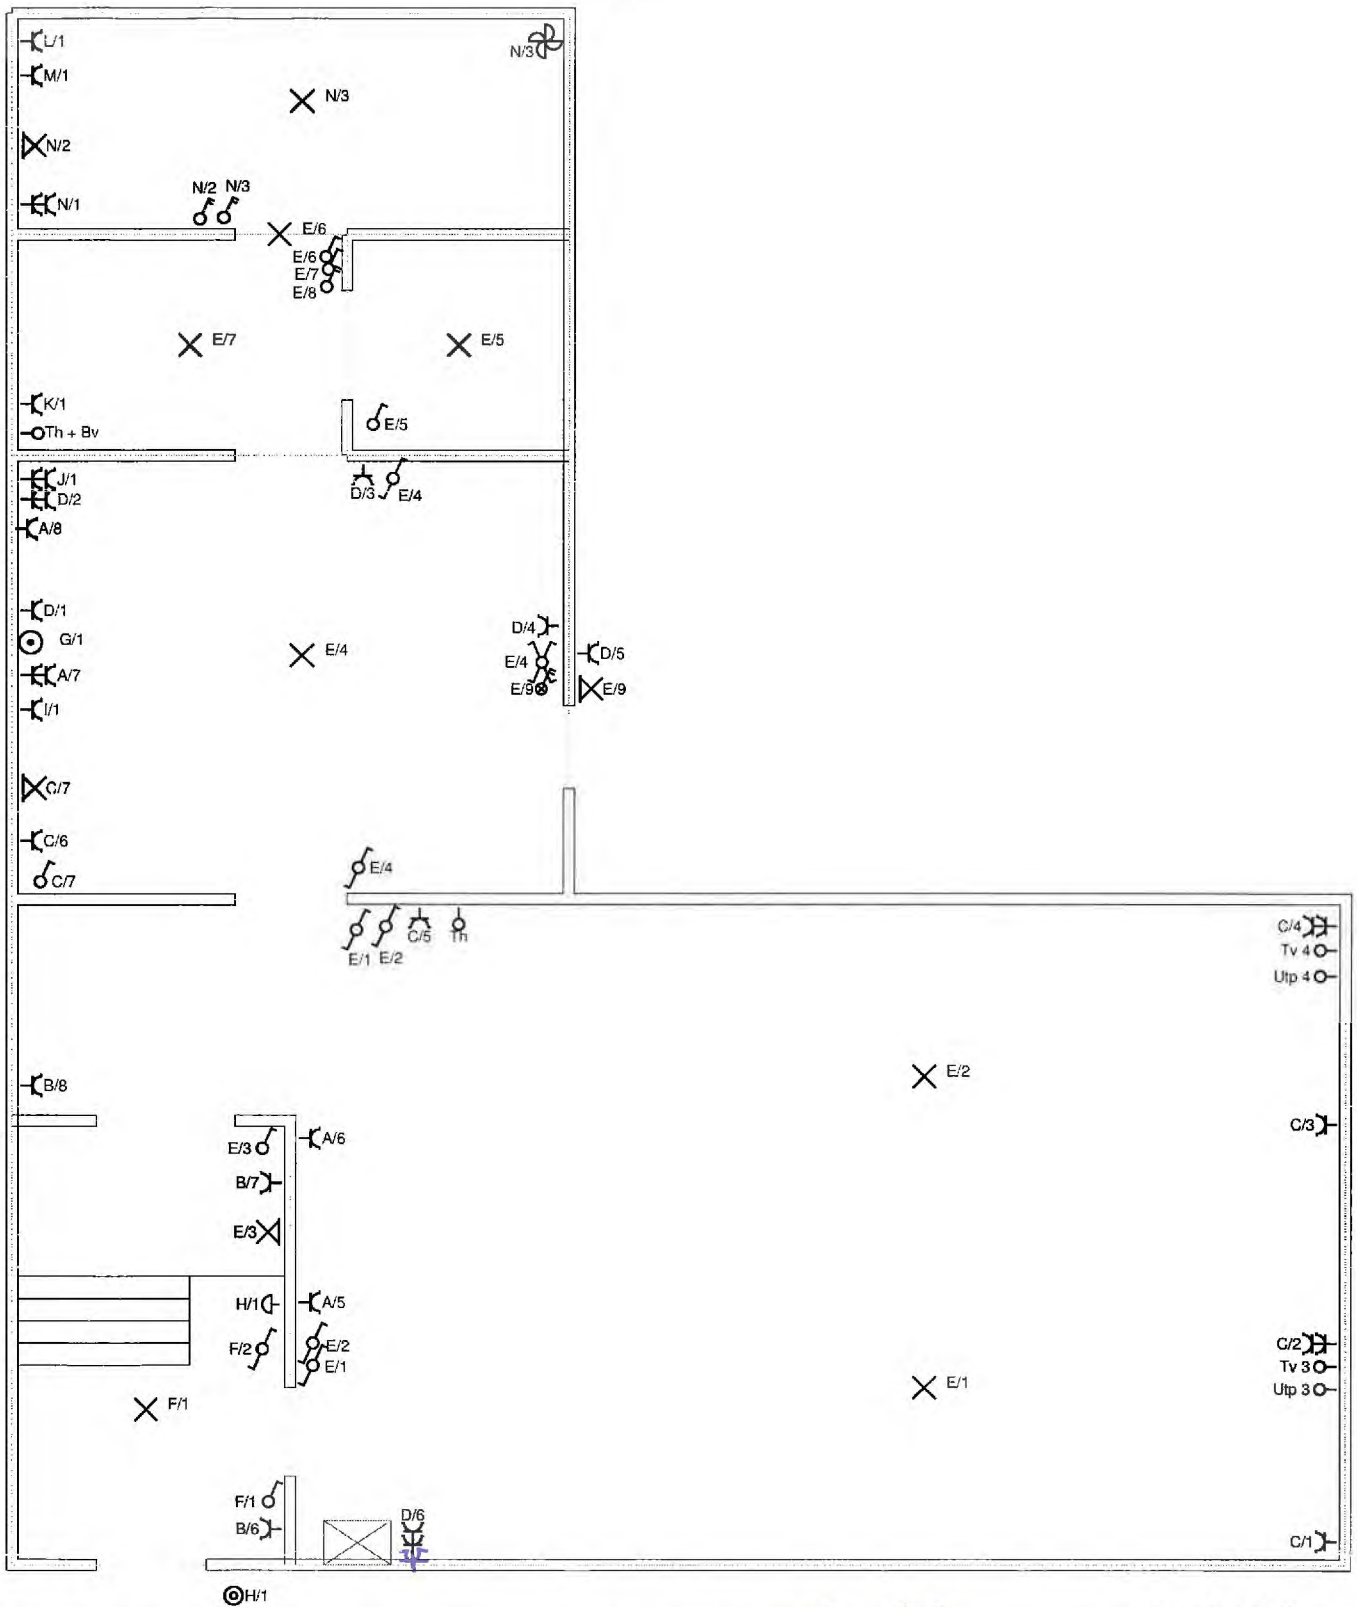 L/1
N/3
M/1
N/3
N/2
N/2 N/3
N/1
E/6
E/6
E/7
E/8
E/7
E/5
K/1
E/5
Th + Bv
J/1
D/3 E/4
D/2
A/8
D/1
D/4
G/1
E/4
E/4
D/5
A/7
E/9
E/9
I/1
C/7
C/6
E/4
C/7
C/5 Th
E/1 E/2
C/4
Tv 4
Utp 4
E/2
B/8
C/3
E/3
A/6
B/7
E/3
H/1
A/5
F/2
E/2
E/1
C/2
Tv 3
Utp 3
E/1
F/1
F/1
B/6
D/6
C/1
H/1